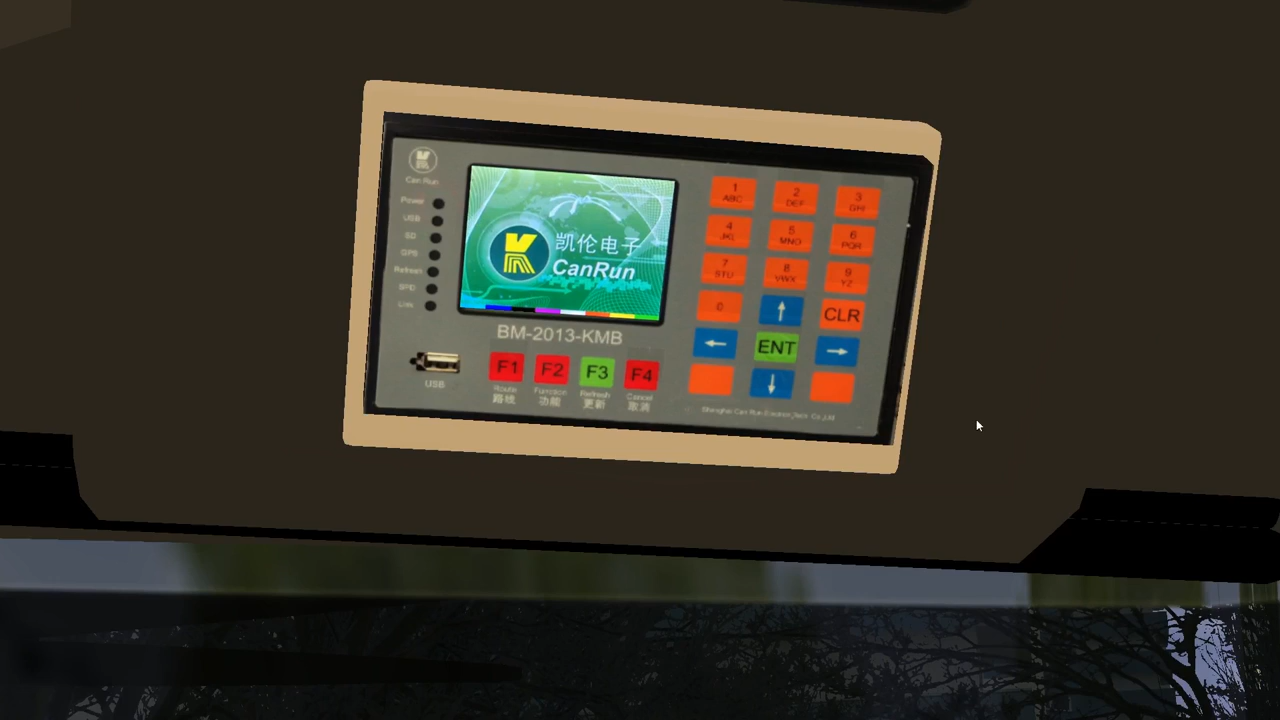 Can Run
Power
USB
SD
GPS
Refresh
BPD
Link
凯伦电子
CanRun
BM-2013-KMB
USB
F1
F2
F3
F4
Route
Function
Refresh
Cancel
路线
功能
更新
取消
1
ABC
2
DEF
3
GHI
4
JKL
5
MNO
6
PQR
7
STU
8
VWX
9
YZ
0
↑
CLR
←
ENT
→
↓